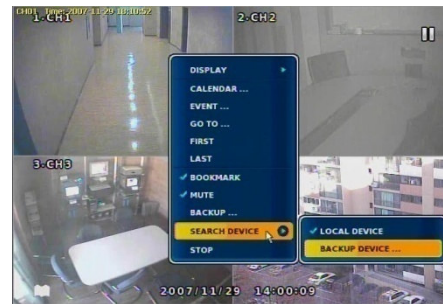 CH01 Time:2007-11-29 18:10:52
1.CH1
2.CH2
DISPLAY
CALENDAR ...
EVENT ...
GO TO ...
FIRST
LAST
BOOKMARK
MUTE
BACKUP ...
SEARCH DEVICE
STOP
3.CH3
LOCAL DEVICE
BACKUP DEVICE ...
2007/11/29 14:00:09